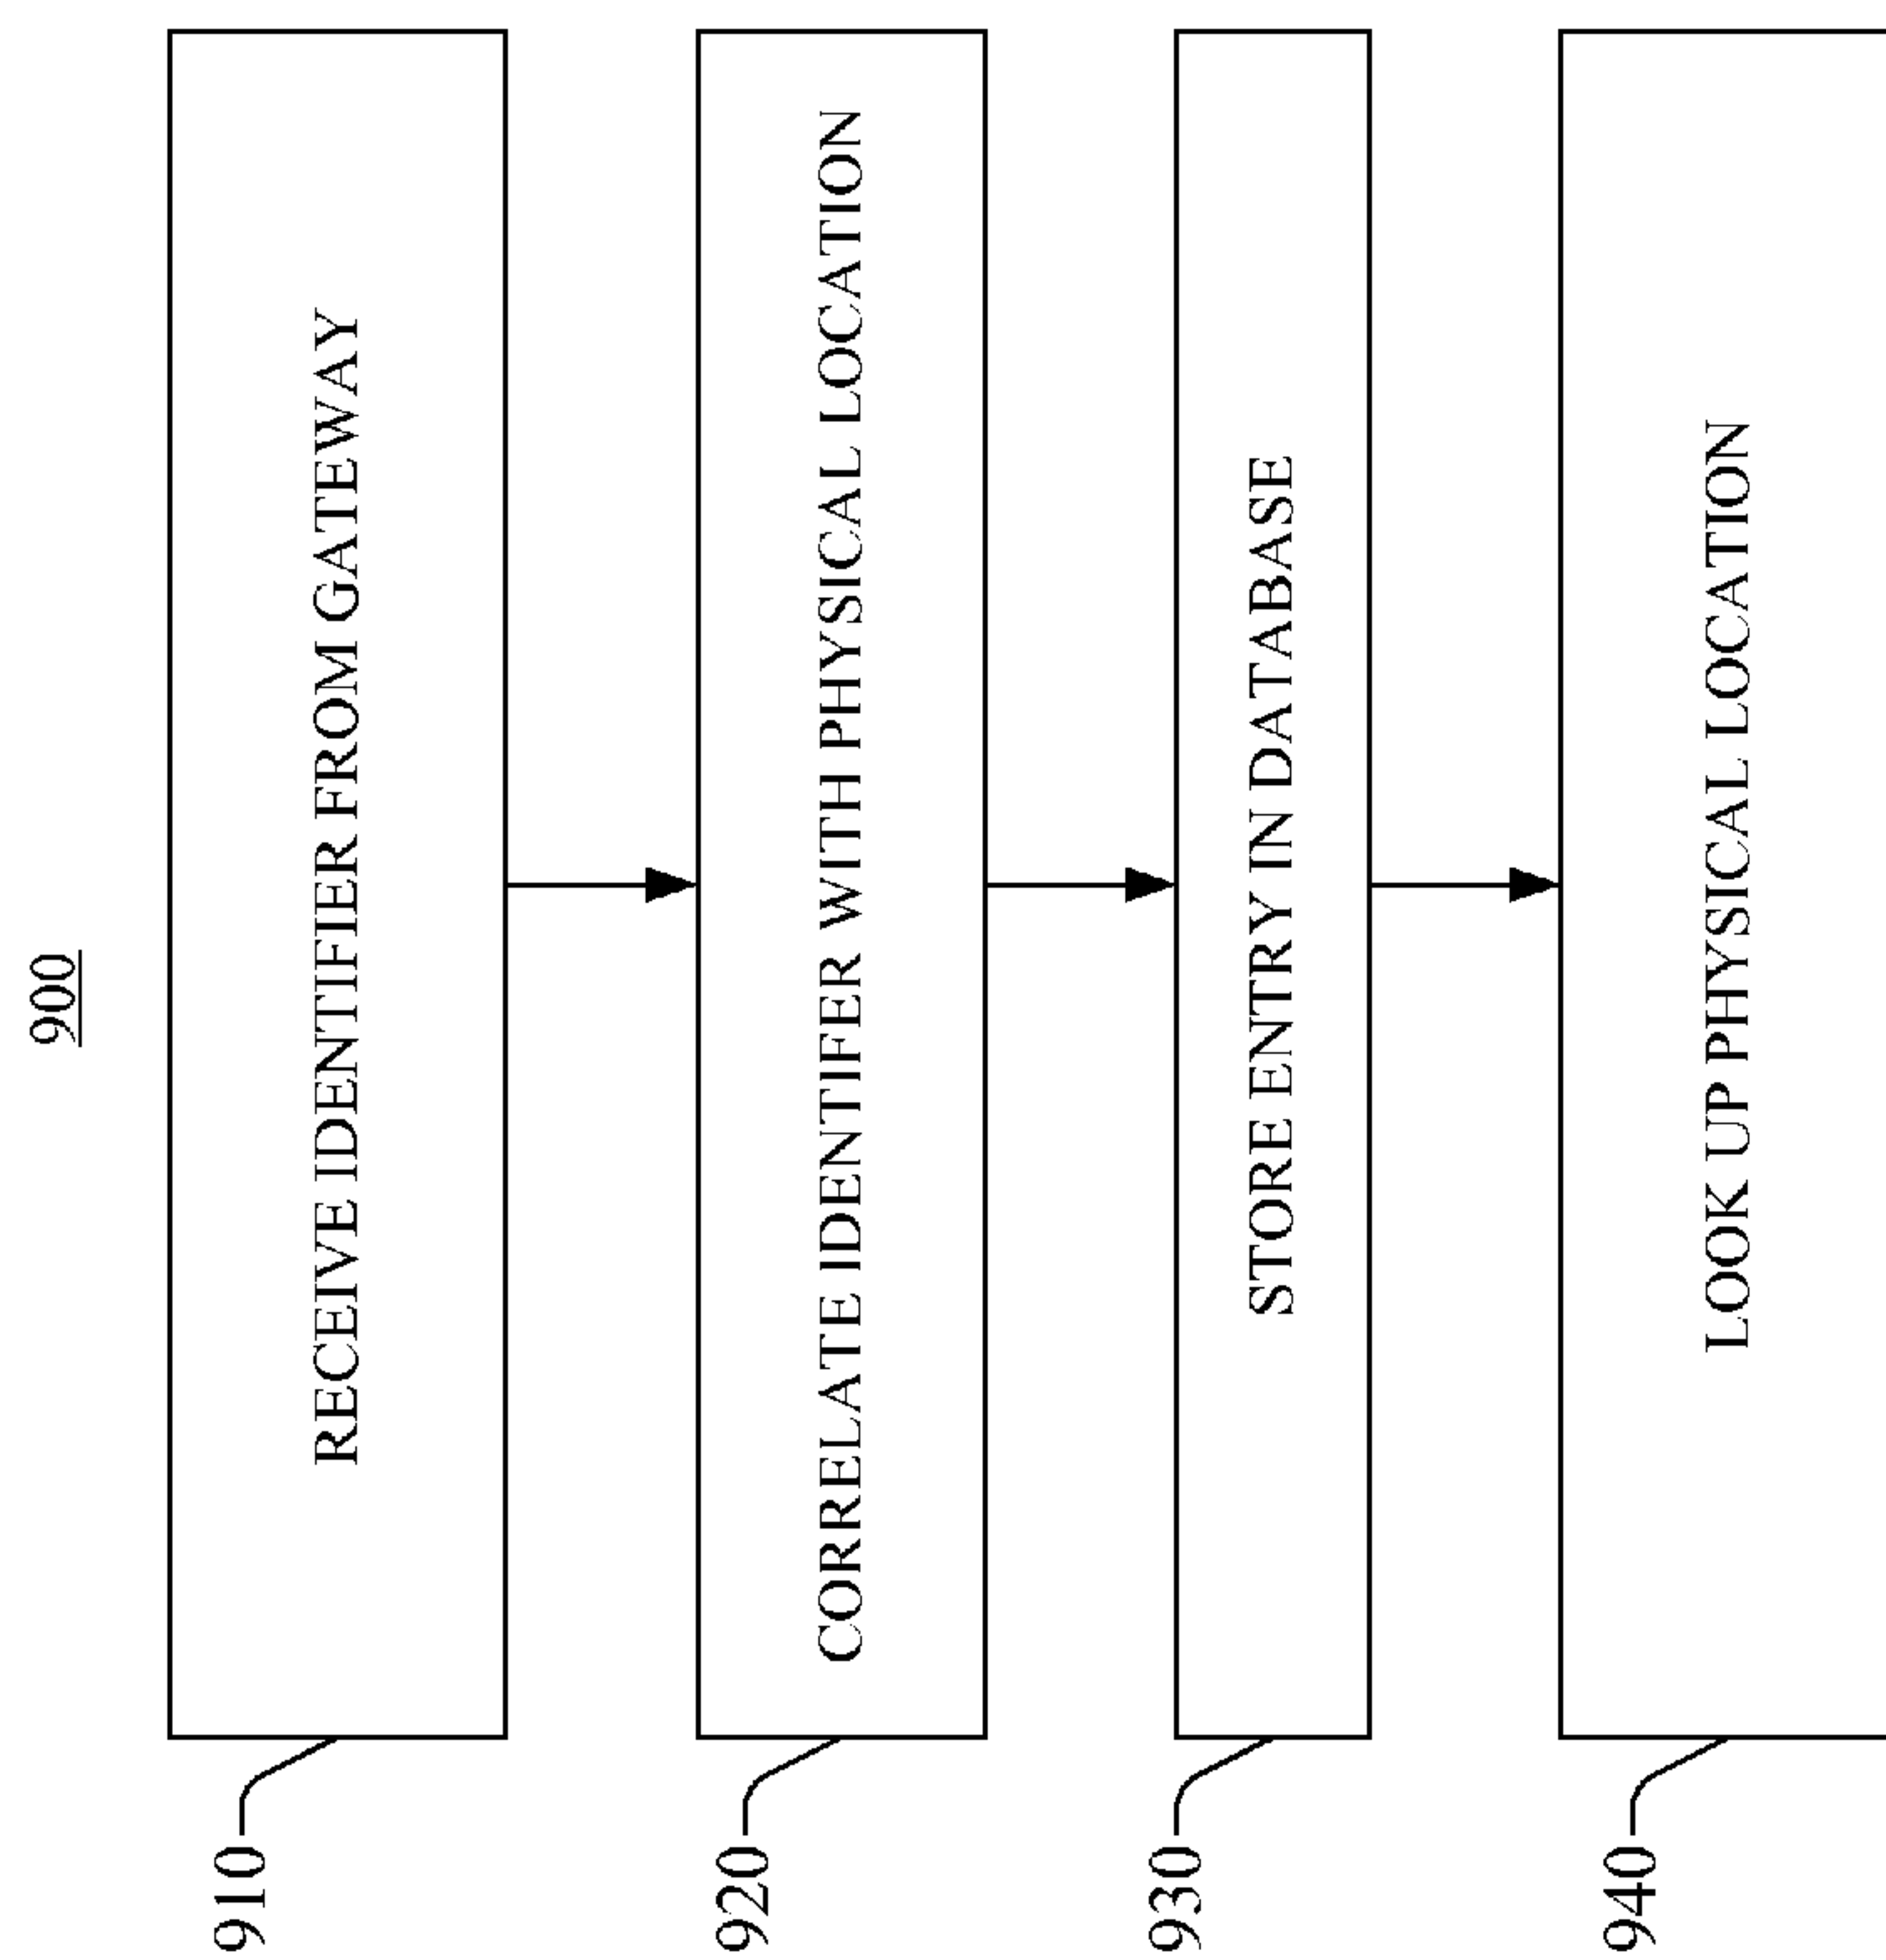 900
910
RECEIVE IDENTIFIER FROM GATEWAY
920
CORRELATE IDENTIFER WITH PHYSICAL LOCATION
930
STORE ENTRY IN DATABASE
940
LOOK UP PHYSICAL LOCATION